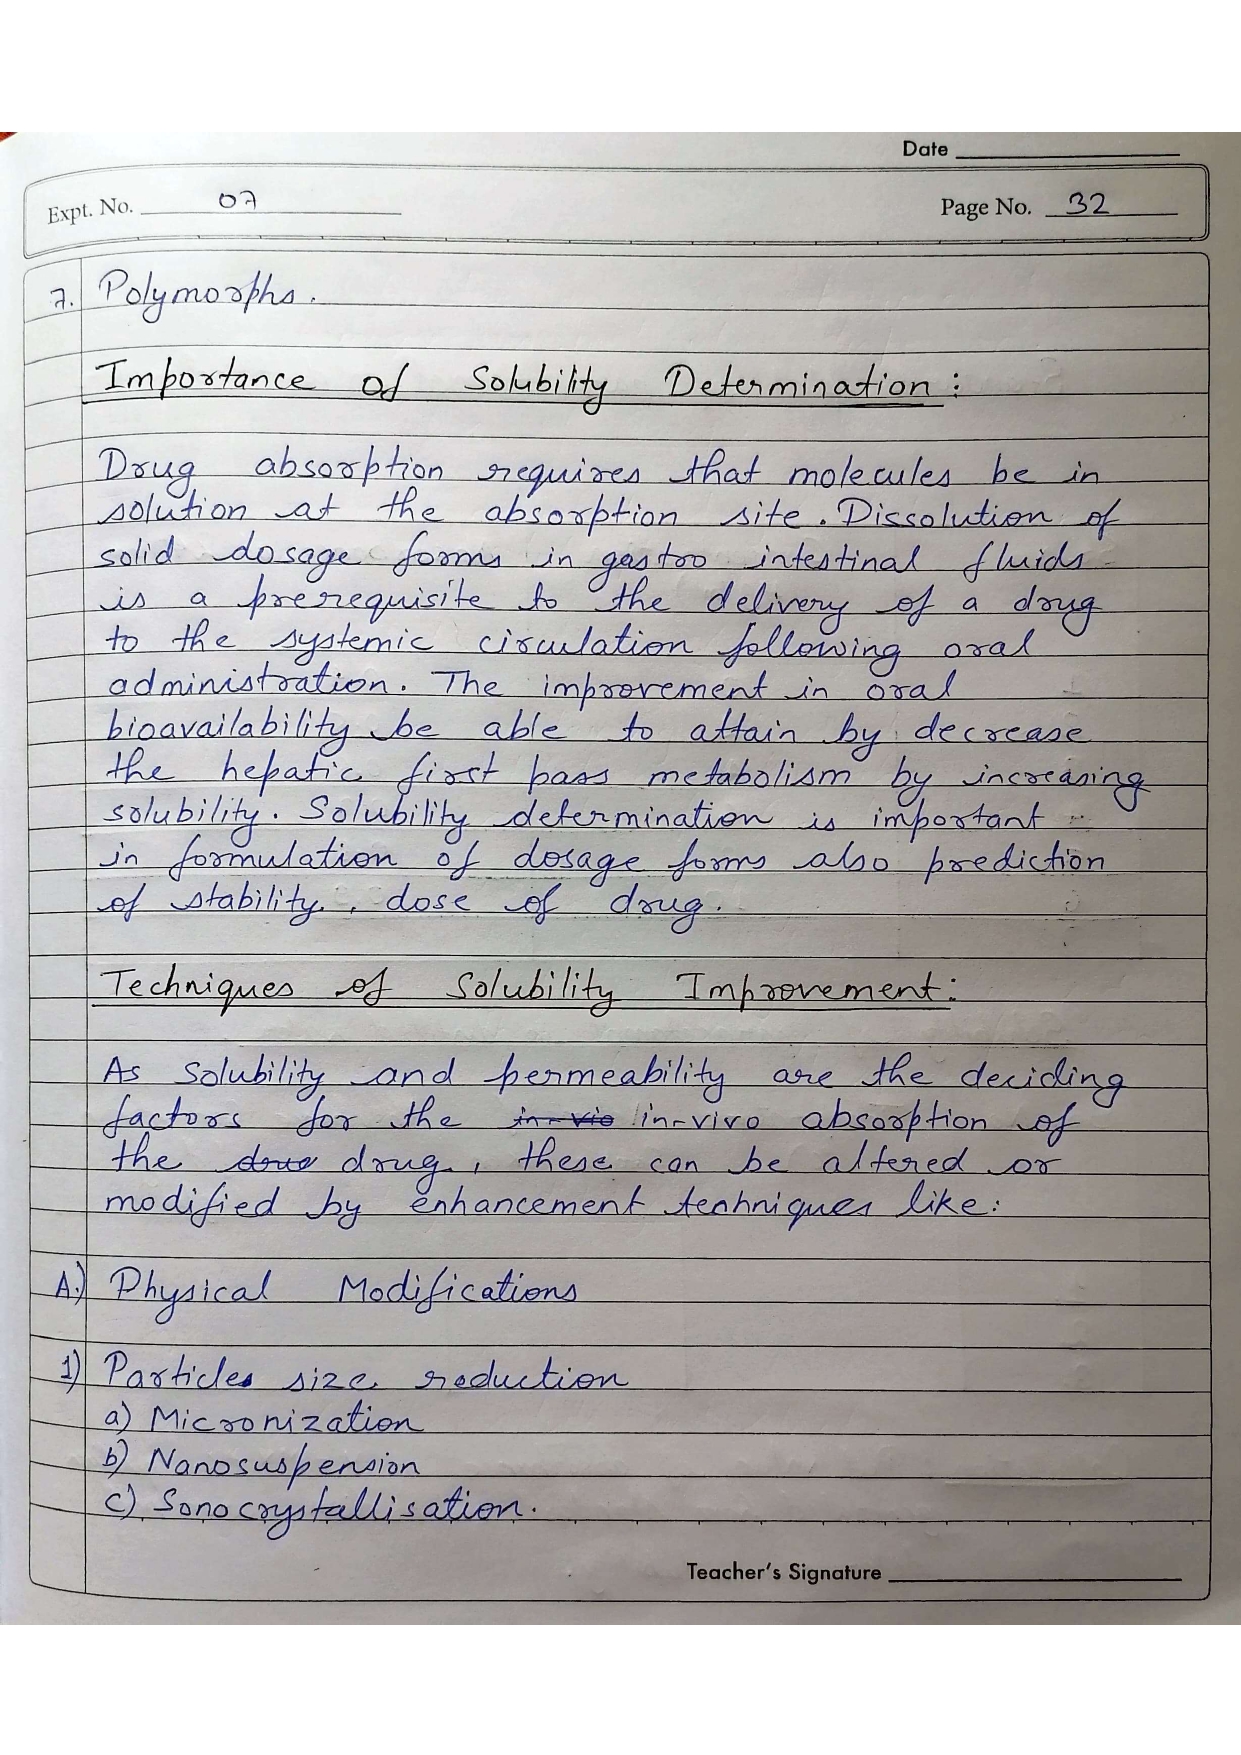 Date
Expt. No. 07
Page No. 32
7. Polymorphs.
Importance of Solubility Determination :
Drug absorption requires that molecules be in
solution at the absorption site. Dissolution of
solid dosage forms in gastro intestinal fluids
is a prerequisite to the delivery of a drug
to the systemic circulation following oral
administration. The improvement in oral
bioavailability be able to attain by decrease
the hepatic first pass metabolism by increasing
solubility. Solubility determination is important
in formulation of dosage forms also prediction
of stability, dose of drug.
Techniques of Solubility Improvement:
As solubility and permeability are the deciding
factors for the in-vio in-vivo absorption of
the drug, these can be altered or
modified by enhancement tenhniques like:
A.) Physical Modifications
1) Particles size reduction
a) Micronization
b) Nanosuspension
c) Sonocrystallisation.
Teacher's Signature